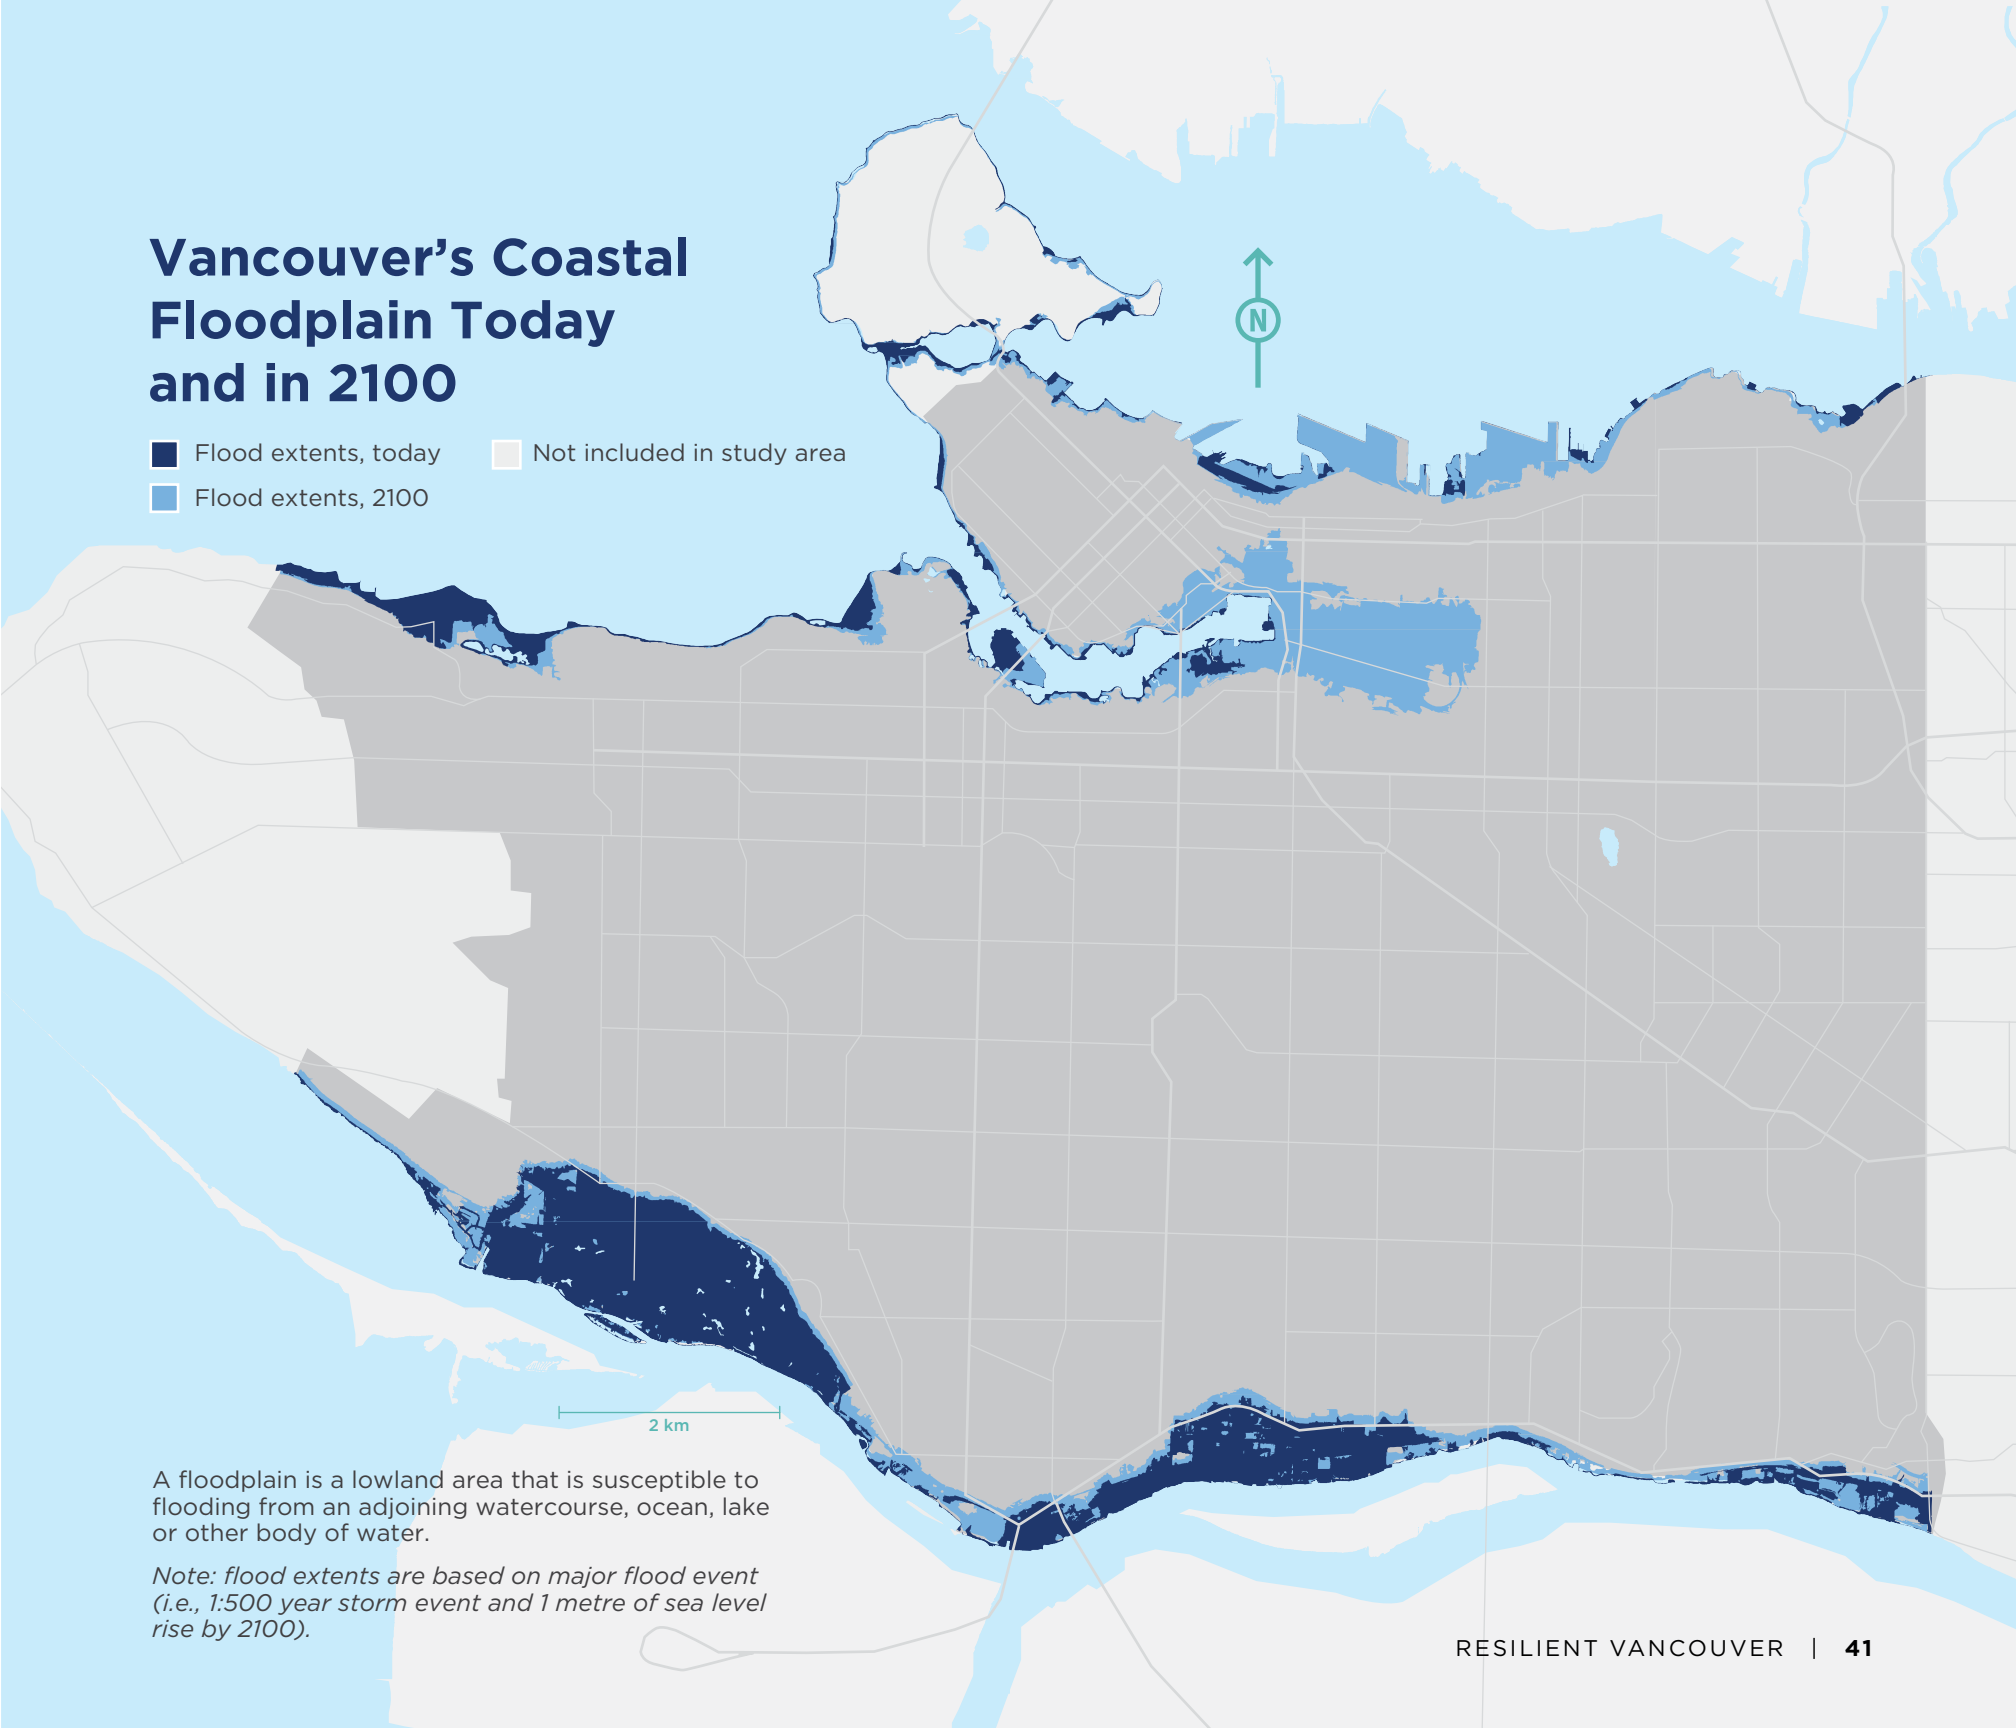 Vancouver’s Coastal
Floodplain Today
and in 2100
Flood extents, today
Not included in study area
Flood extents, 2100
N
2 km
A floodplain is a lowland area that is susceptible to
flooding from an adjoining watercourse, ocean, lake
or other body of water.
Note: flood extents are based on major flood event
(i.e., 1:500 year storm event and 1 metre of sea level
rise by 2100).
RESILIENT VANCOUVER | 41